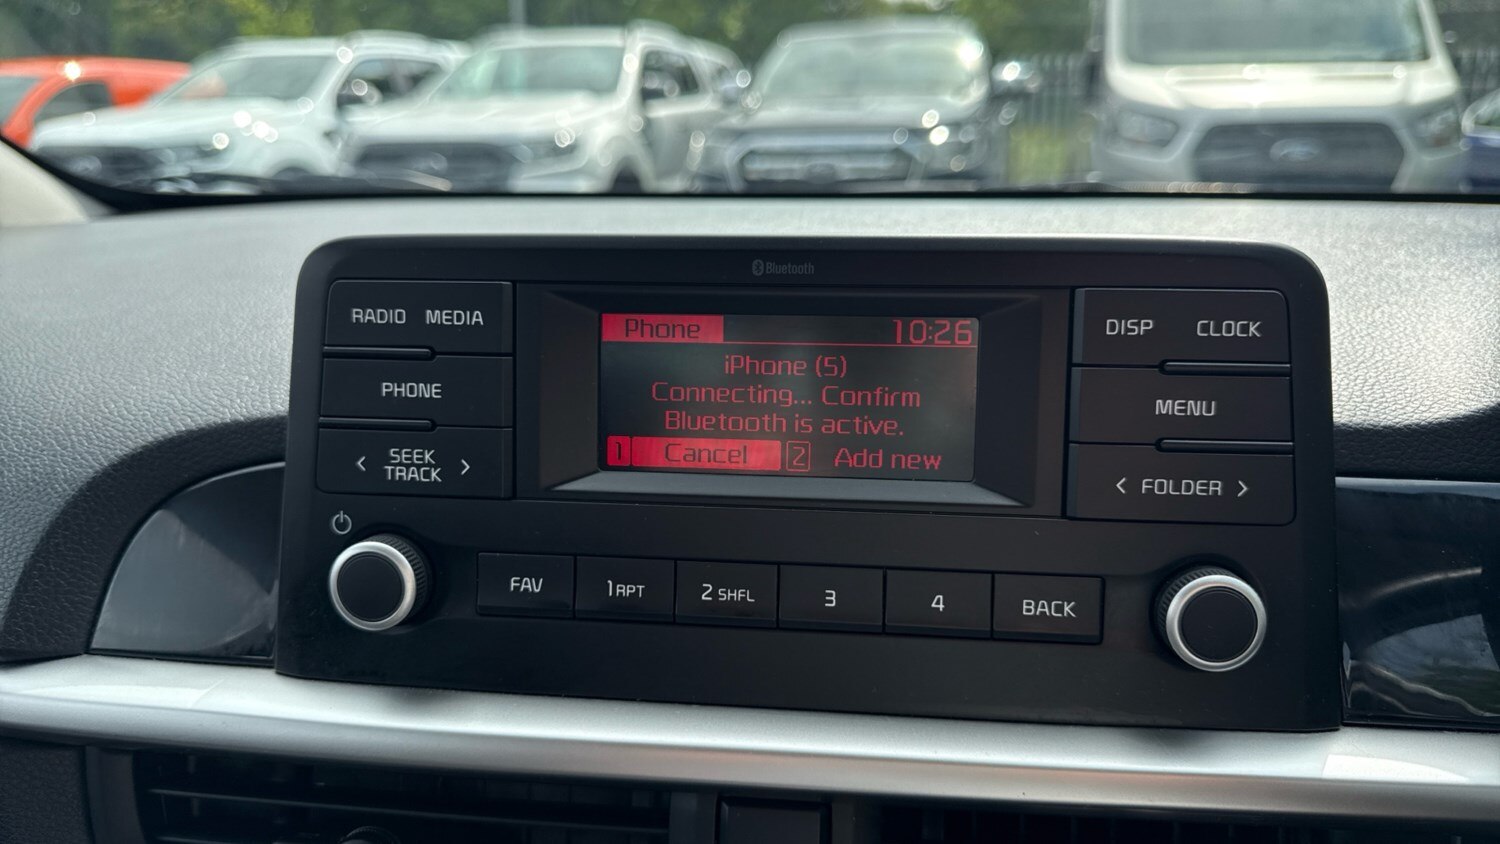 Bluetooth
RADIO MEDIA
PHONE
< SEEK TRACK >
Phone 10:26
iPhone (5)
Connecting... Confirm
Bluetooth is active.
1 Cancel 2 Add new
DISP CLOCK
MENU
< FOLDER >
FAV 1 RPT 2 SHFL 3 4 BACK